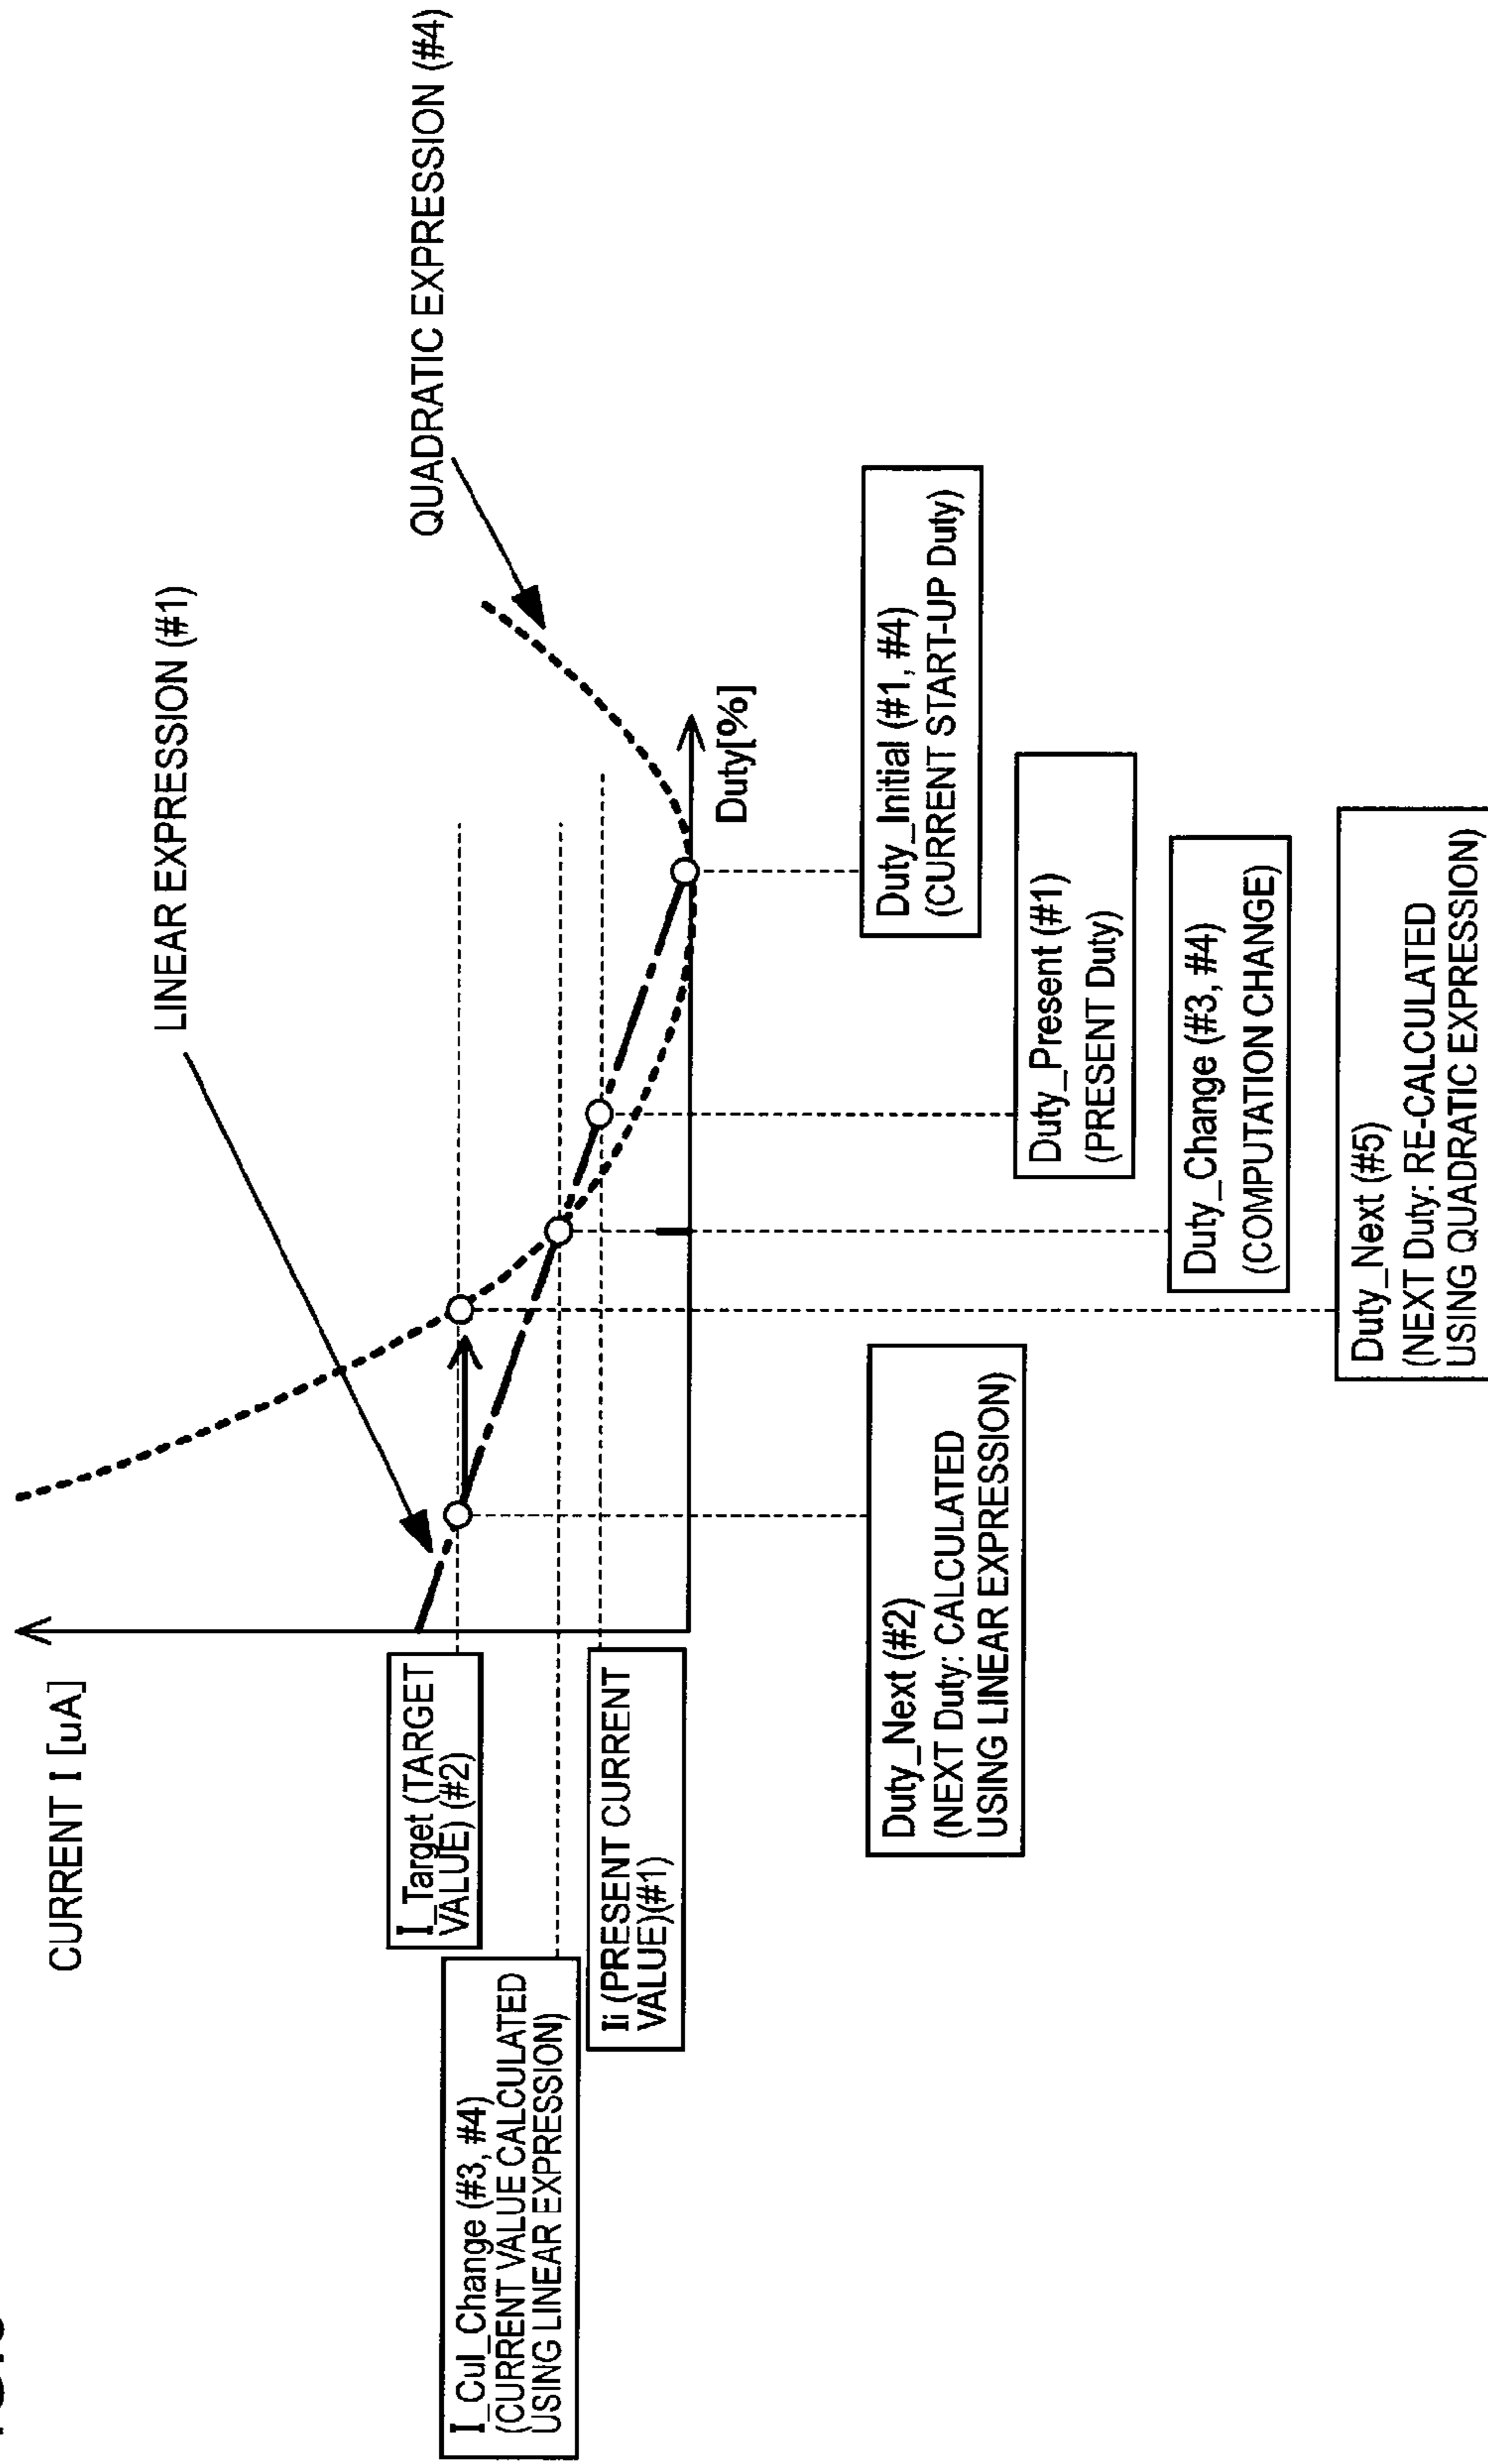 CURRENT I [uA]
LINEAR EXPRESSION (#1)
QUADRATIC EXPRESSION (#4)
I_Target (TARGET
VALUE) (#2)
I_Cul_Change (#3, #4)
(CURRENT VALUE CALCULATED
USING LINEAR EXPRESSION)
Ii (PRESENT CURRENT
VALUE)(#1)
Duty[%]
Duty_Initial (#1, #4)
(CURRENT START-UP Duty)
Duty_Next (#2)
(NEXT Duty: CALCULATED
USING LINEAR EXPRESSION)
Duty_Present (#1)
(PRESENT Duty)
Duty_Change (#3, #4)
(COMPUTATION CHANGE)
Duty_Next (#5)
(NEXT Duty: RE-CALCULATED
USING QUADRATIC EXPRESSION)